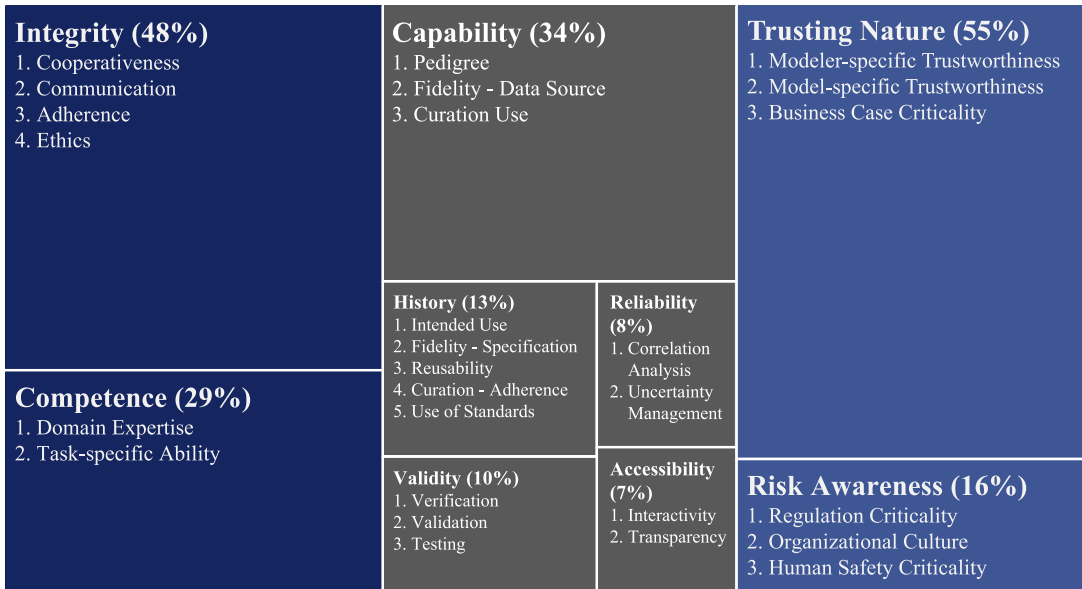 Integrity (48%)
1. Cooperativeness
2. Communication
3. Adherence
4. Ethics
Competence (29%)
1. Domain Expertise
2. Task-specific Ability
Capability (34%)
1. Pedigree
2. Fidelity - Data Source
3. Curation Use
History (13%)
1. Intended Use
2. Fidelity - Specification
3. Reusability
4. Curation - Adherence
5. Use of Standards
Validity (10%)
1. Verification
2. Validation
3. Testing
Reliability
(8%)
1. Correlation
Analysis
2. Uncertainty
Management
Accessibility
(7%)
1. Interactivity
2. Transparency
Trusting Nature (55%)
1. Modeler-specific Trustworthiness
2. Model-specific Trustworthiness
3. Business Case Criticality
Risk Awareness (16%)
1. Regulation Criticality
2. Organizational Culture
3. Human Safety Criticality